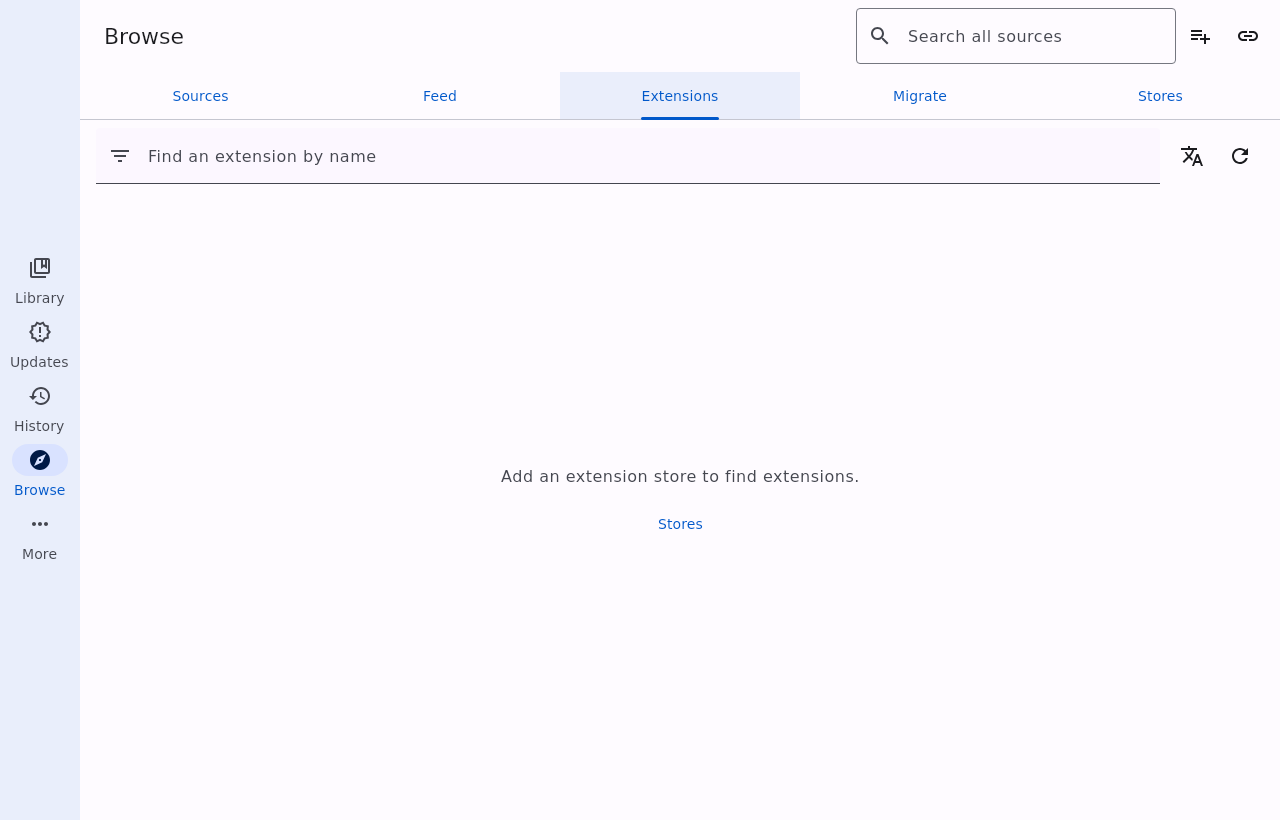 Browse
Search all sources
Sources
Feed
Extensions
Migrate
Stores
Find an extension by name
Library
Updates
History
Browse
More
Add an extension store to find extensions.
Stores